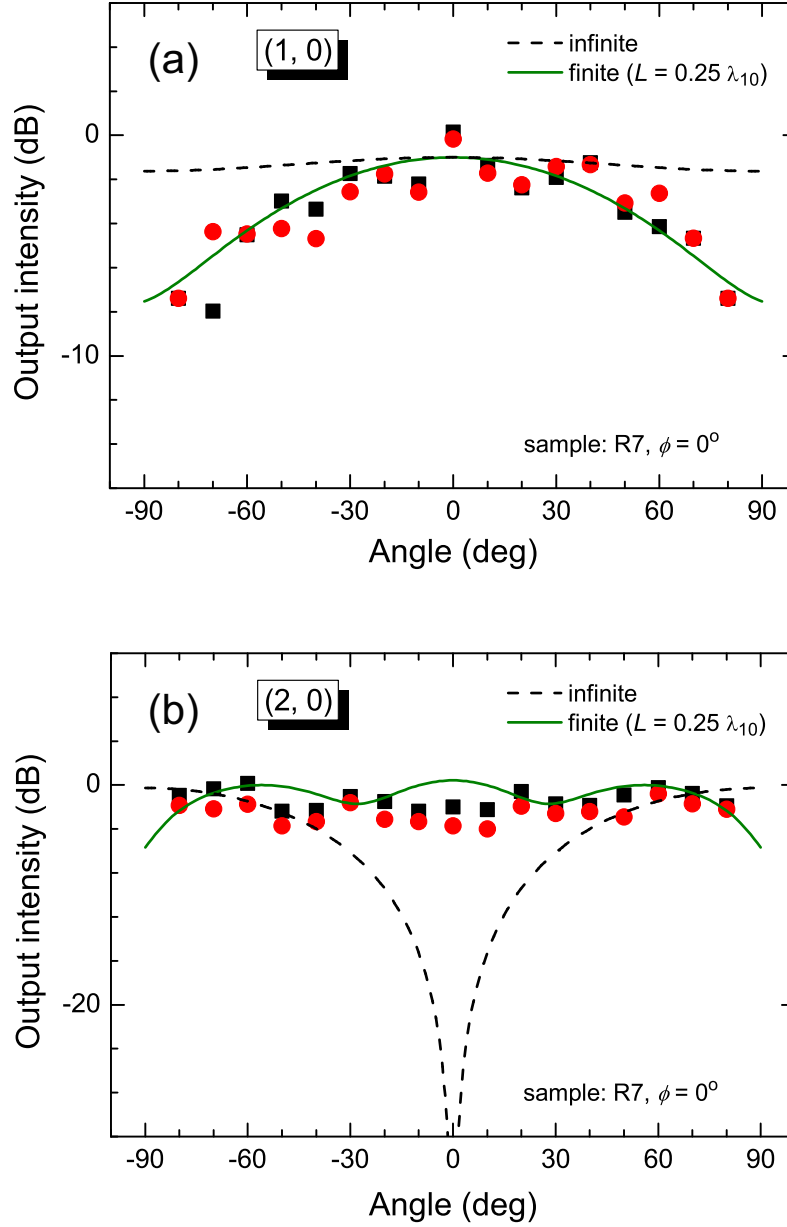 (a)
(1, 0)
infinite
finite (L = 0.25 λ10)
Output intensity (dB)
0
-10
sample: R7, ϕ = 0o
-90 -60 -30 0 30 60 90
Angle (deg)
(b)
(2, 0)
infinite
finite (L = 0.25 λ10)
Output intensity (dB)
0
-20
sample: R7, ϕ = 0o
-90 -60 -30 0 30 60 90
Angle (deg)